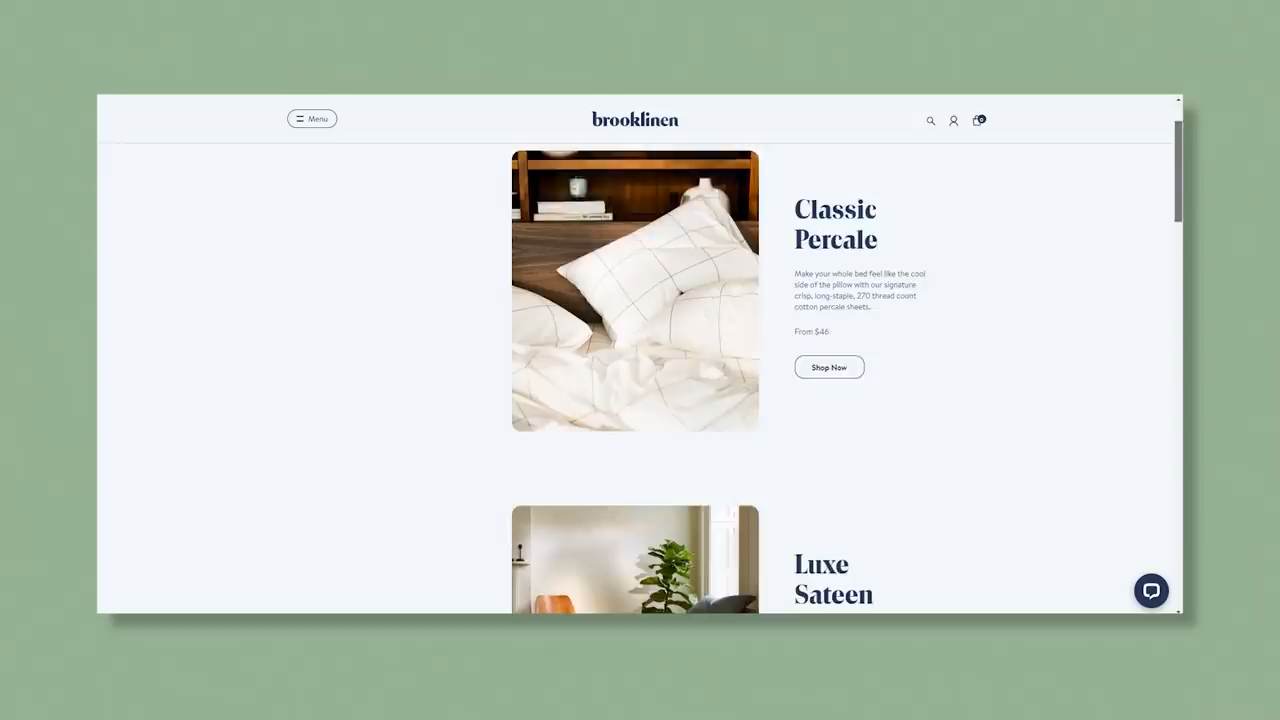 Menu
brooklinen
0
Classic
Percale
Make your whole bed feel like the cool
side of the pillow with our signature
crisp, long-staple, 270 thread count
cotton percale sheets.
From $46
Shop Now
Luxe
Sateen